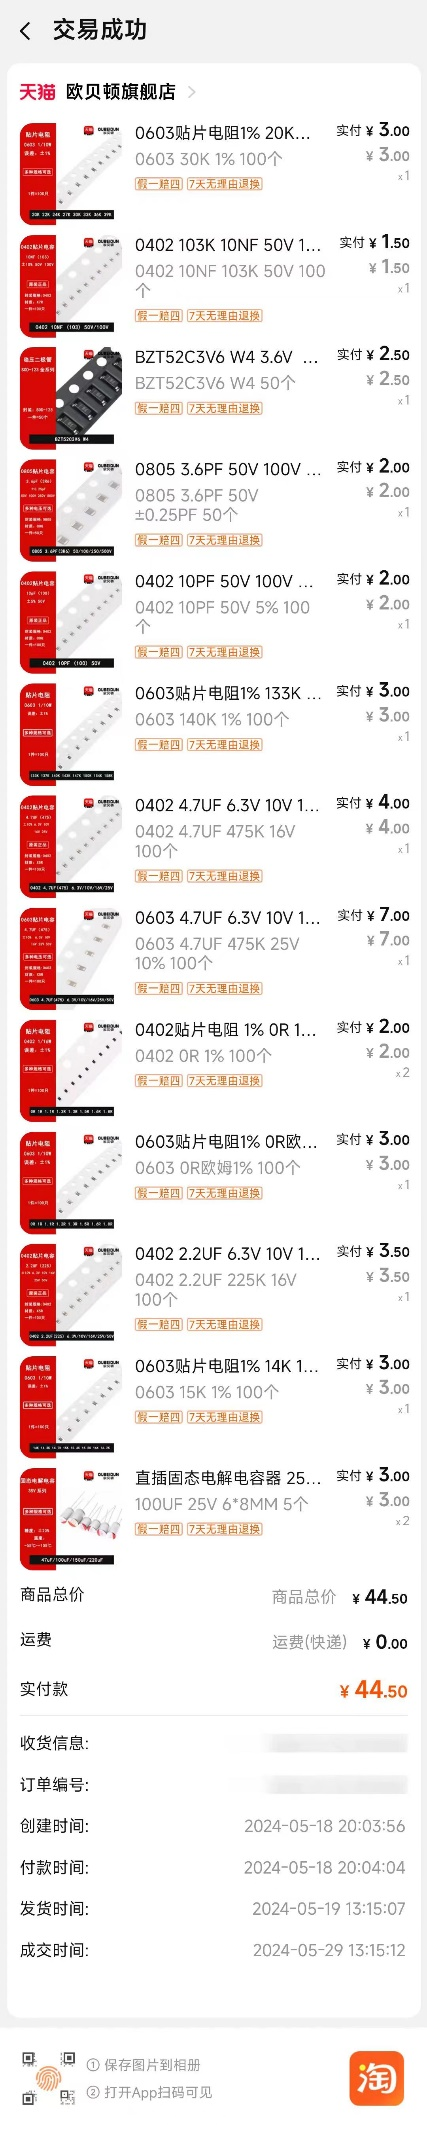 交易成功
天猫 欧贝顿旗舰店
0603贴片电阻1% 20K... 实付 ¥ 3.00
0603 30K 1% 100个 ¥ 3.00
x1
假一赔四 7天无理由退换
0402 103K 10NF 50V 1... 实付 ¥ 1.50
0402 10NF 103K 50V 100 ¥ 1.50
个 x1
假一赔四 7天无理由退换
BZT52C3V6 W4 3.6V ... 实付 ¥ 2.50
BZT52C3V6 W4 50个 ¥ 2.50
x1
假一赔四 7天无理由退换
0805 3.6PF 50V 100V ... 实付 ¥ 2.00
0805 3.6PF 50V ¥ 2.00
±0.25PF 50个 x1
假一赔四 7天无理由退换
0402 10PF 50V 100V ... 实付 ¥ 2.00
0402 10PF 50V 5% 100 ¥ 2.00
个 x1
假一赔四 7天无理由退换
0603贴片电阻1% 133K ... 实付 ¥ 3.00
0603 140K 1% 100个 ¥ 3.00
x1
假一赔四 7天无理由退换
0402 4.7UF 6.3V 10V 1... 实付 ¥ 4.00
0402 4.7UF 475K 16V ¥ 4.00
100个 x1
假一赔四 7天无理由退换
0603 4.7UF 6.3V 10V 1... 实付 ¥ 7.00
0603 4.7UF 475K 25V ¥ 7.00
10% 100个 x1
假一赔四 7天无理由退换
0402贴片电阻 1% 0R 1... 实付 ¥ 2.00
0402 0R 1% 100个 ¥ 2.00
x2
假一赔四 7天无理由退换
0603贴片电阻1% 0R欧... 实付 ¥ 3.00
0603 0R欧姆1% 100个 ¥ 3.00
x1
假一赔四 7天无理由退换
0402 2.2UF 6.3V 10V 1... 实付 ¥ 3.50
0402 2.2UF 225K 16V ¥ 3.50
100个 x1
假一赔四 7天无理由退换
0603贴片电阻1% 14K 1... 实付 ¥ 3.00
0603 15K 1% 100个 ¥ 3.00
x1
假一赔四 7天无理由退换
直插固态电解电容器 25... 实付 ¥ 3.00
100UF 25V 6*8MM 5个 ¥ 3.00
x2
假一赔四 7天无理由退换
商品总价 商品总价 ¥ 44.50
运费 运费(快递) ¥ 0.00
实付款 ¥ 44.50
收货信息:
订单编号:
创建时间: 2024-05-18 20:03:56
付款时间: 2024-05-18 20:04:04
发货时间: 2024-05-19 13:15:07
成交时间: 2024-05-29 13:15:12
① 保存图片到相册
② 打开App扫码可见
淘